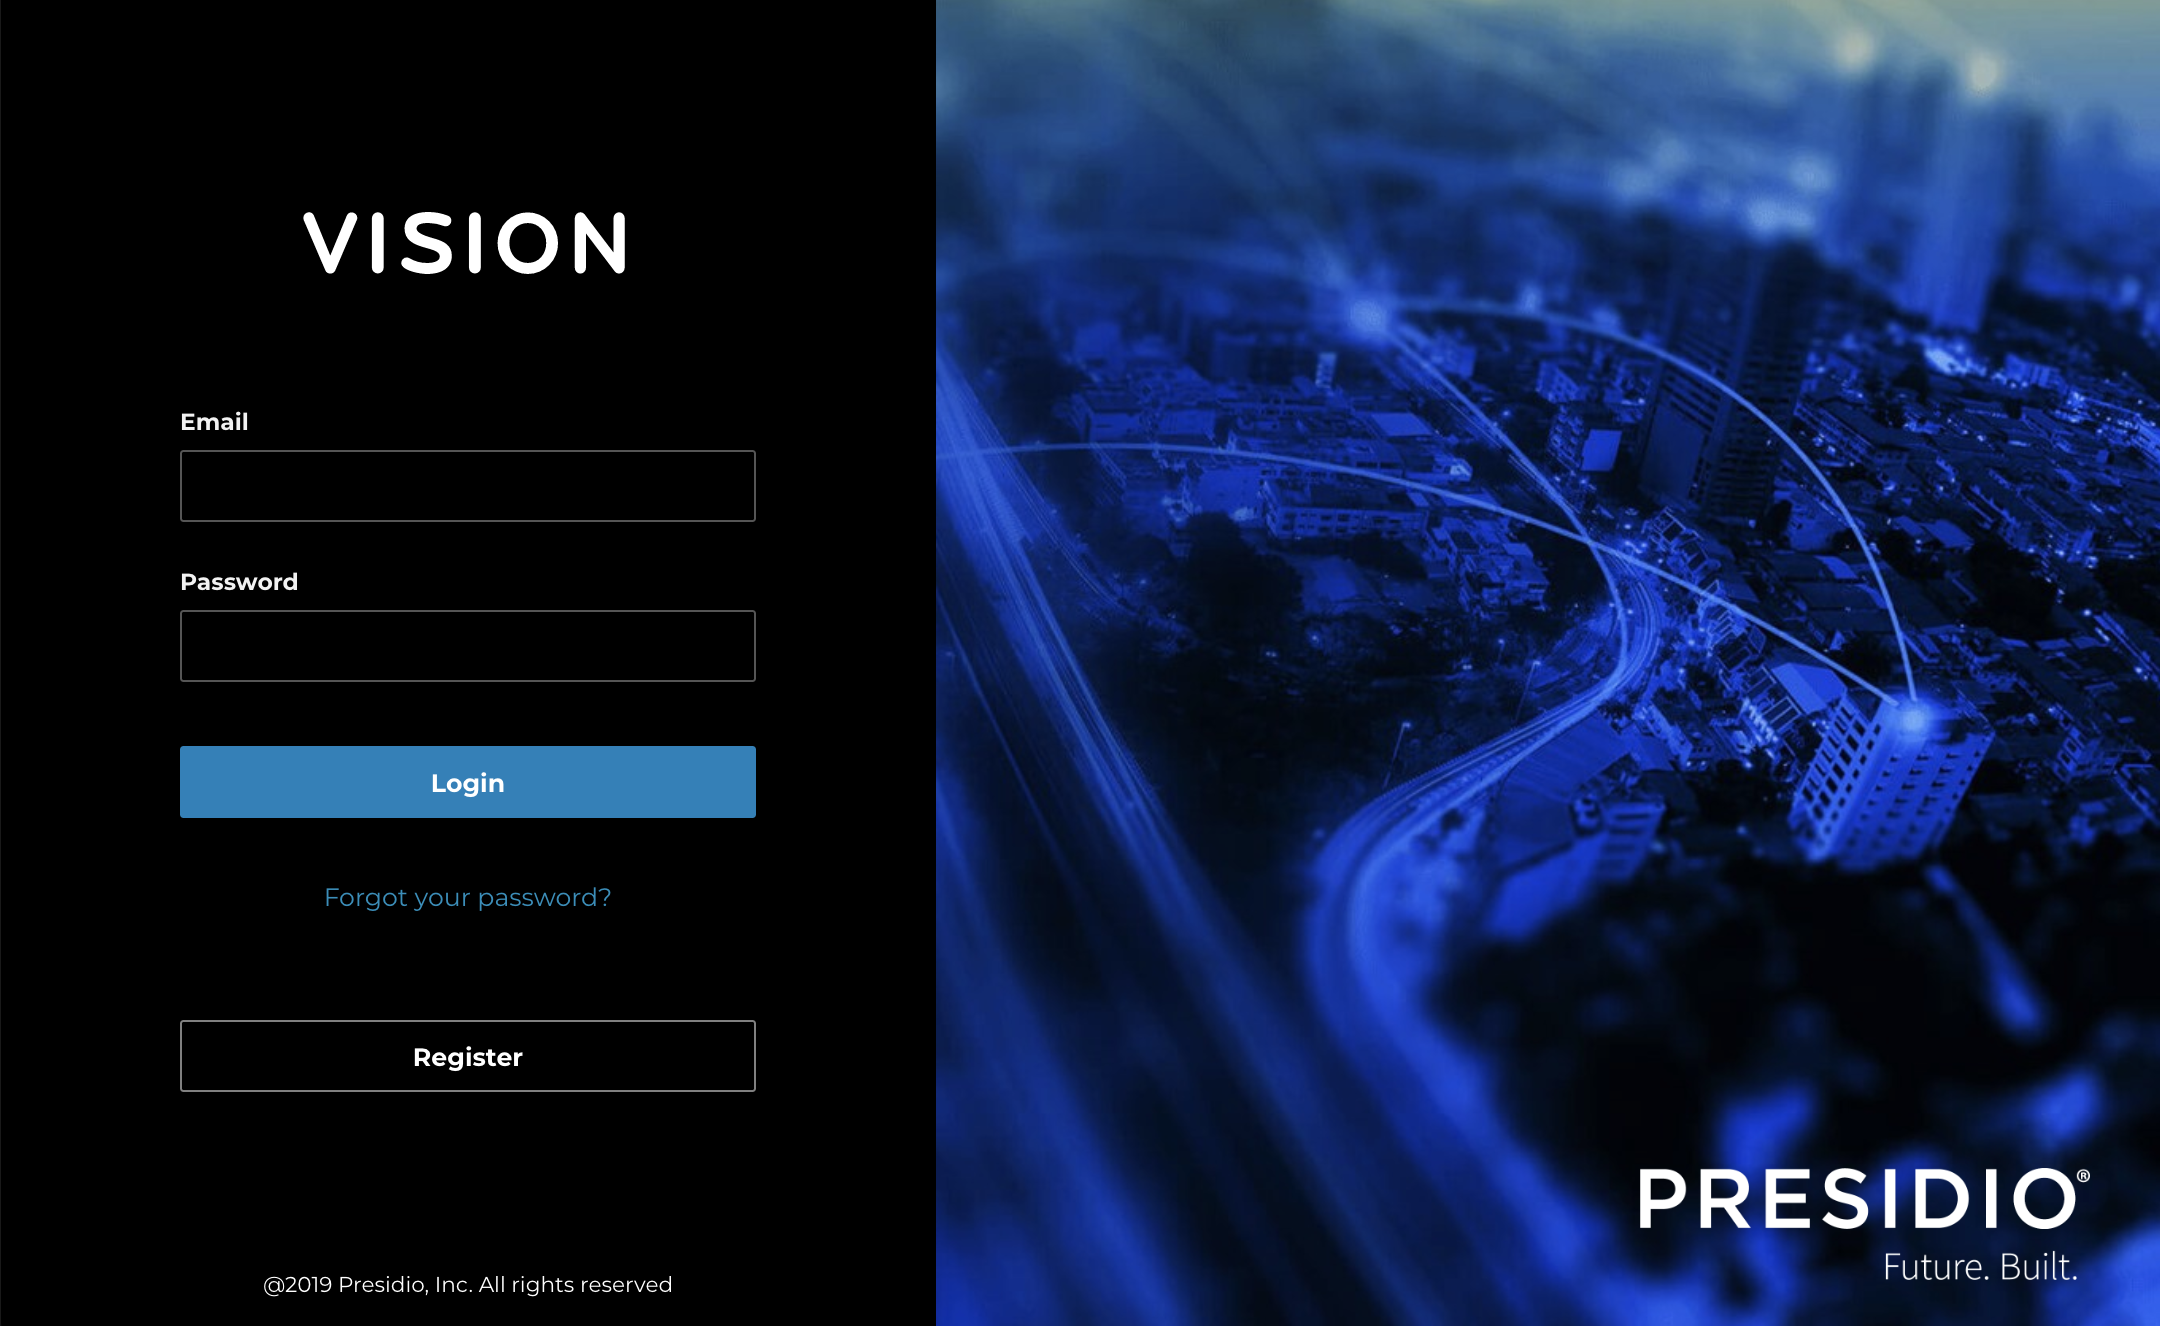 VISION
Email
Password
Login
Forgot your password?
Register
@2019 Presidio, Inc. All rights reserved
PRESIDIO®
Future. Built.